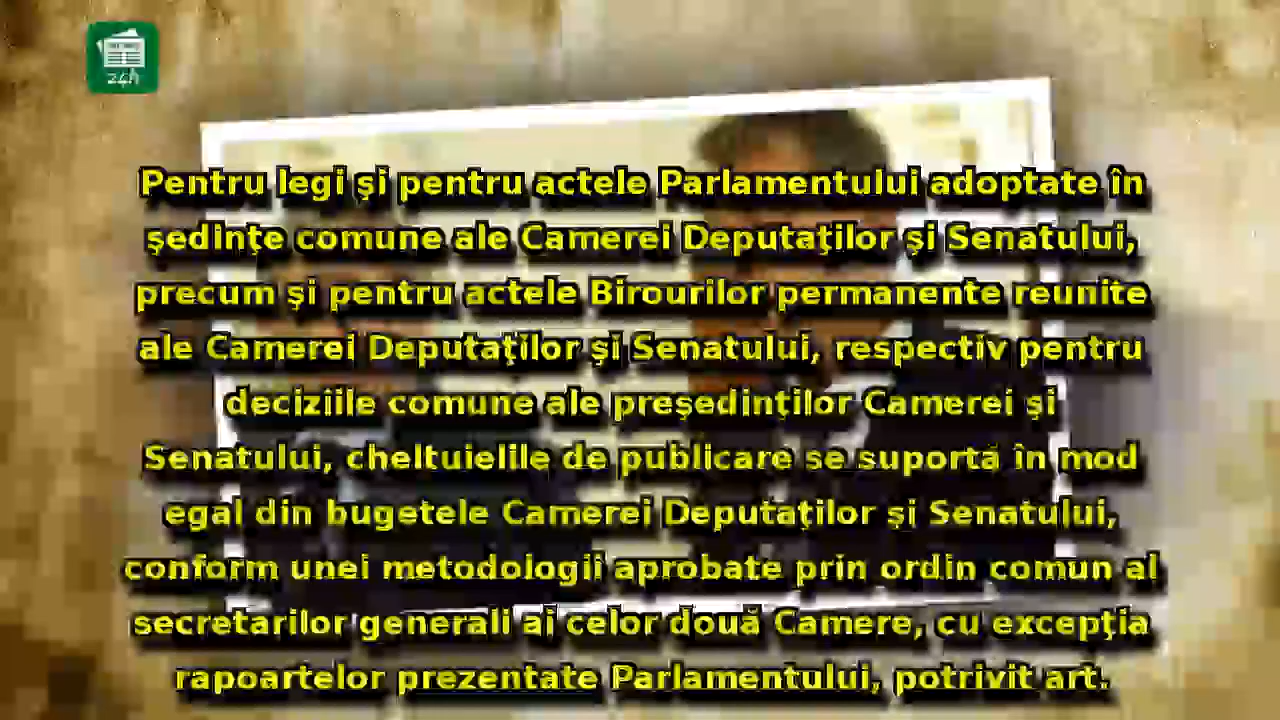 24h
Pentru legi şi pentru actele Parlamentului adoptate în
şedinţe comune ale Camerei Deputaţilor şi Senatului,
precum şi pentru actele Birourilor permanente reunite
ale Camerei Deputaţilor şi Senatului, respectiv pentru
deciziile comune ale preşedinţilor Camerei şi
Senatului, cheltuielile de publicare se suportă în mod
egal din bugetele Camerei Deputaţilor şi Senatului,
conform unei metodologii aprobate prin ordin comun al
secretarilor generali ai celor două Camere, cu excepţia
rapoartelor prezentate Parlamentului, potrivit art.